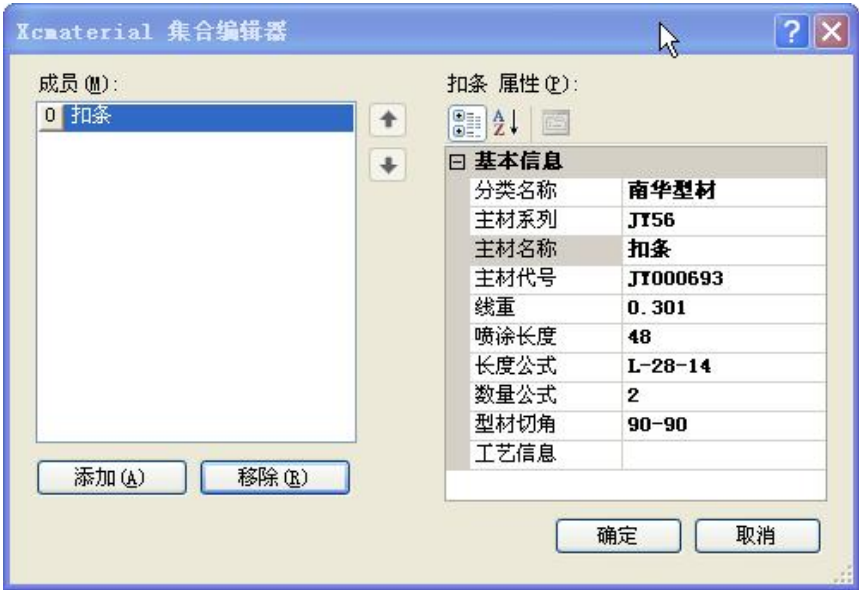 Xcmaterial 集合编辑器
成员(M):
0 扣条
添加(A) 移除(R)
扣条 属性(P):
基本信息
分类名称 南华型材
主材系列 JY56
主材名称 扣条
主材代号 JY000693
线重 0.301
喷涂长度 48
长度公式 L-28-14
数量公式 2
型材切角 90-90
工艺信息
确定 取消